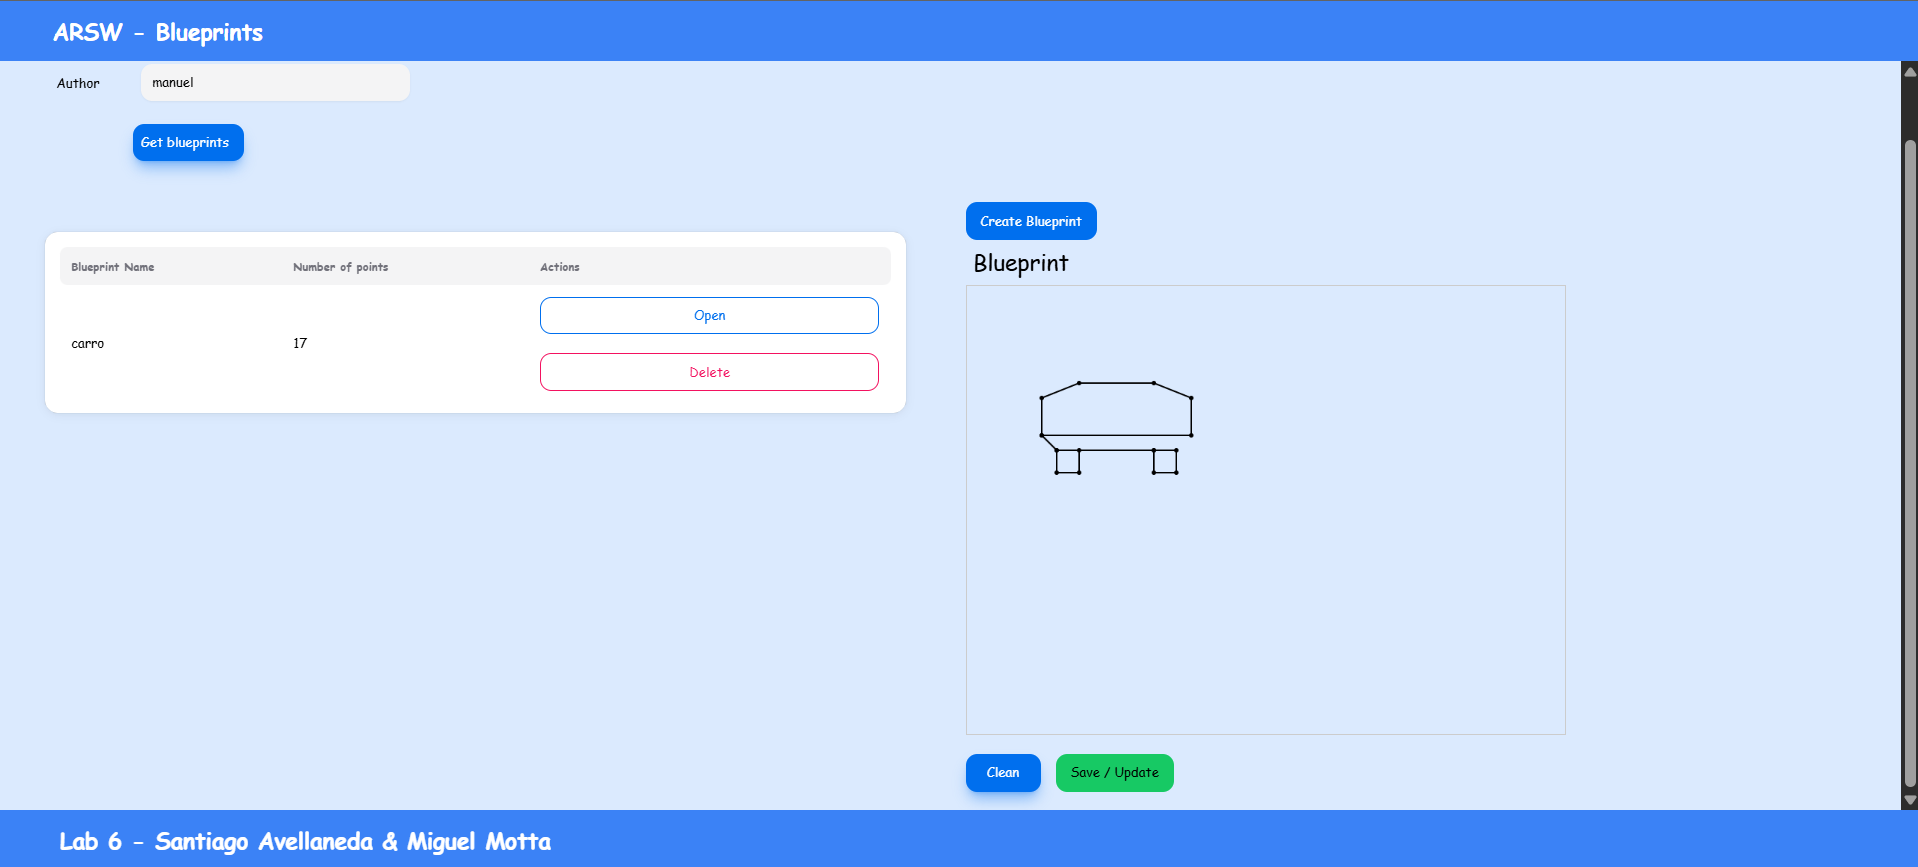 ARSW - Blueprints
Author
manuel
Get blueprints
Blueprint Name Number of points Actions
carro 17
Open
Delete
Create Blueprint
Blueprint
Clean Save / Update
Lab 6 - Santiago Avellaneda & Miguel Motta